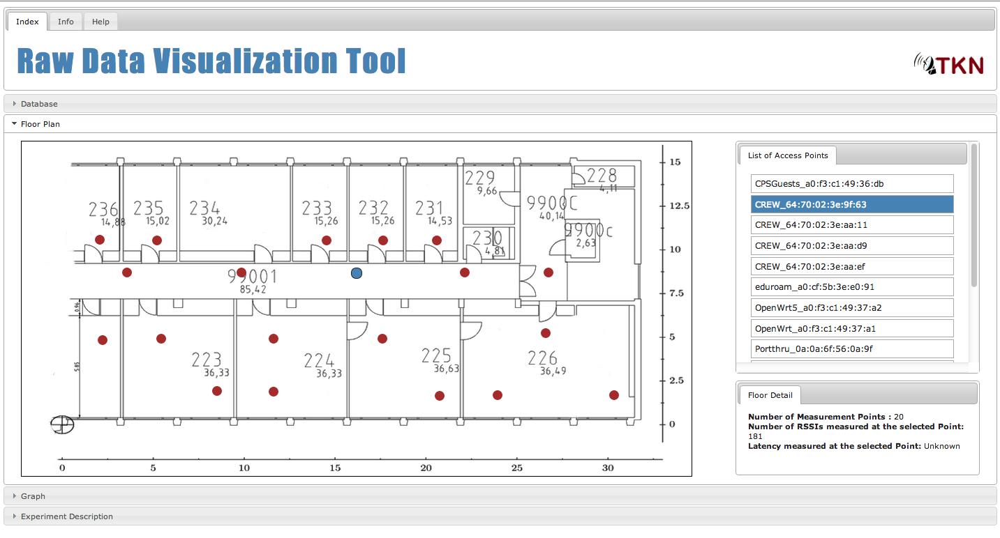 Index Info Help
Raw Data Visualization Tool
TKN
Database
Floor Plan
236
14,88
235
15,02
234
30,24
233
15,26
232
15,26
231
14,53
229
9,66
230
4,81
9900C
40,14
228
4,11
9900c
2,63
99001
85,42
0.96
5.85
223
36,33
224
36,33
225
36,63
226
36,49
15
12.5
10
7.5
5
2.5
0
0 5 10 15 20 25 30
List of Access Points
CPSGuests_a0:f3:c1:49:36:db
CREW_64:70:02:3e:9f:63
CREW_64:70:02:3e:aa:11
CREW_64:70:02:3e:aa:d9
CREW_64:70:02:3e:aa:ef
eduroam_a0:cf:5b:3e:e0:91
OpenWrt5_a0:f3:c1:49:37:a2
OpenWrt_a0:f3:c1:49:37:a1
Portthru_0a:0a:6f:56:0a:9f
Floor Detail
Number of Measurement Points : 20
Number of RSSIs measured at the selected Point:
181
Latency measured at the selected Point: Unknown
Graph
Experiment Description